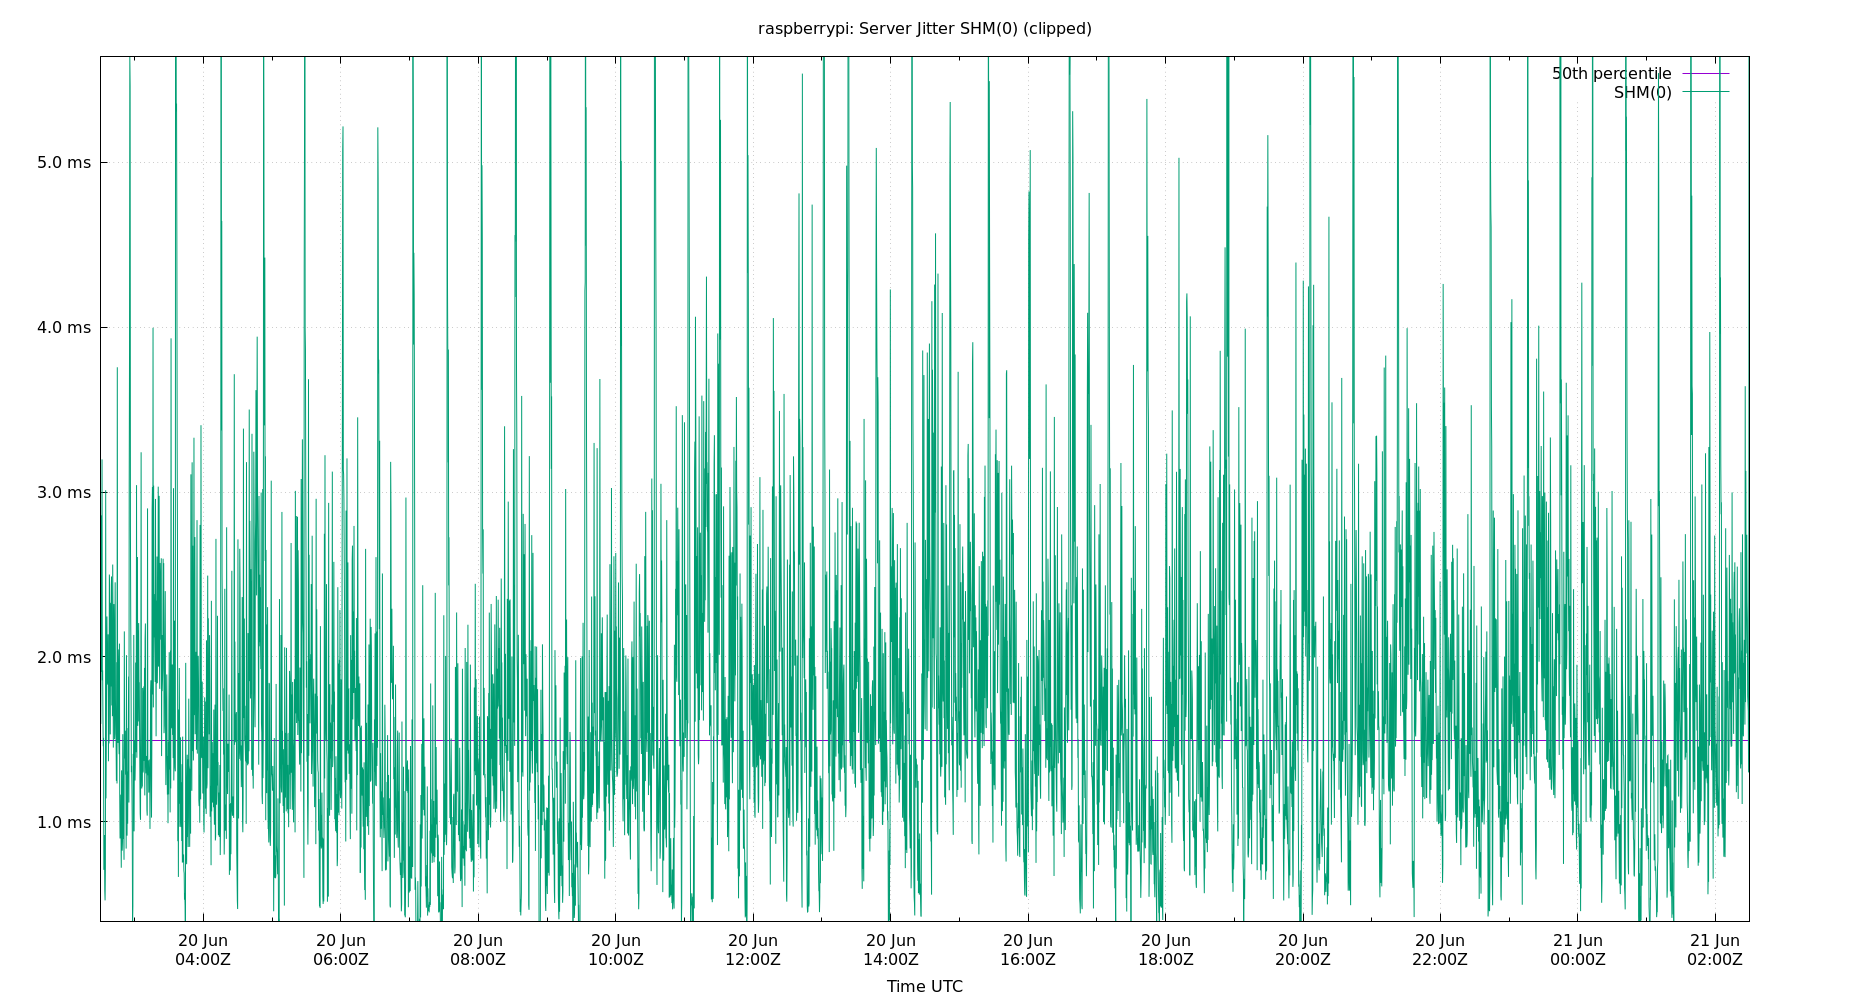 raspberrypi: Server Jitter SHM(0) (clipped)
50th percentile
SHM(0)
5.0 ms
4.0 ms
3.0 ms
2.0 ms
1.0 ms
20 Jun 20 Jun 20 Jun 20 Jun 20 Jun 20 Jun 20 Jun 20 Jun 20 Jun 20 Jun 21 Jun 21 Jun
04:00Z 06:00Z 08:00Z 10:00Z 12:00Z 14:00Z 16:00Z 18:00Z 20:00Z 22:00Z 00:00Z 02:00Z
Time UTC